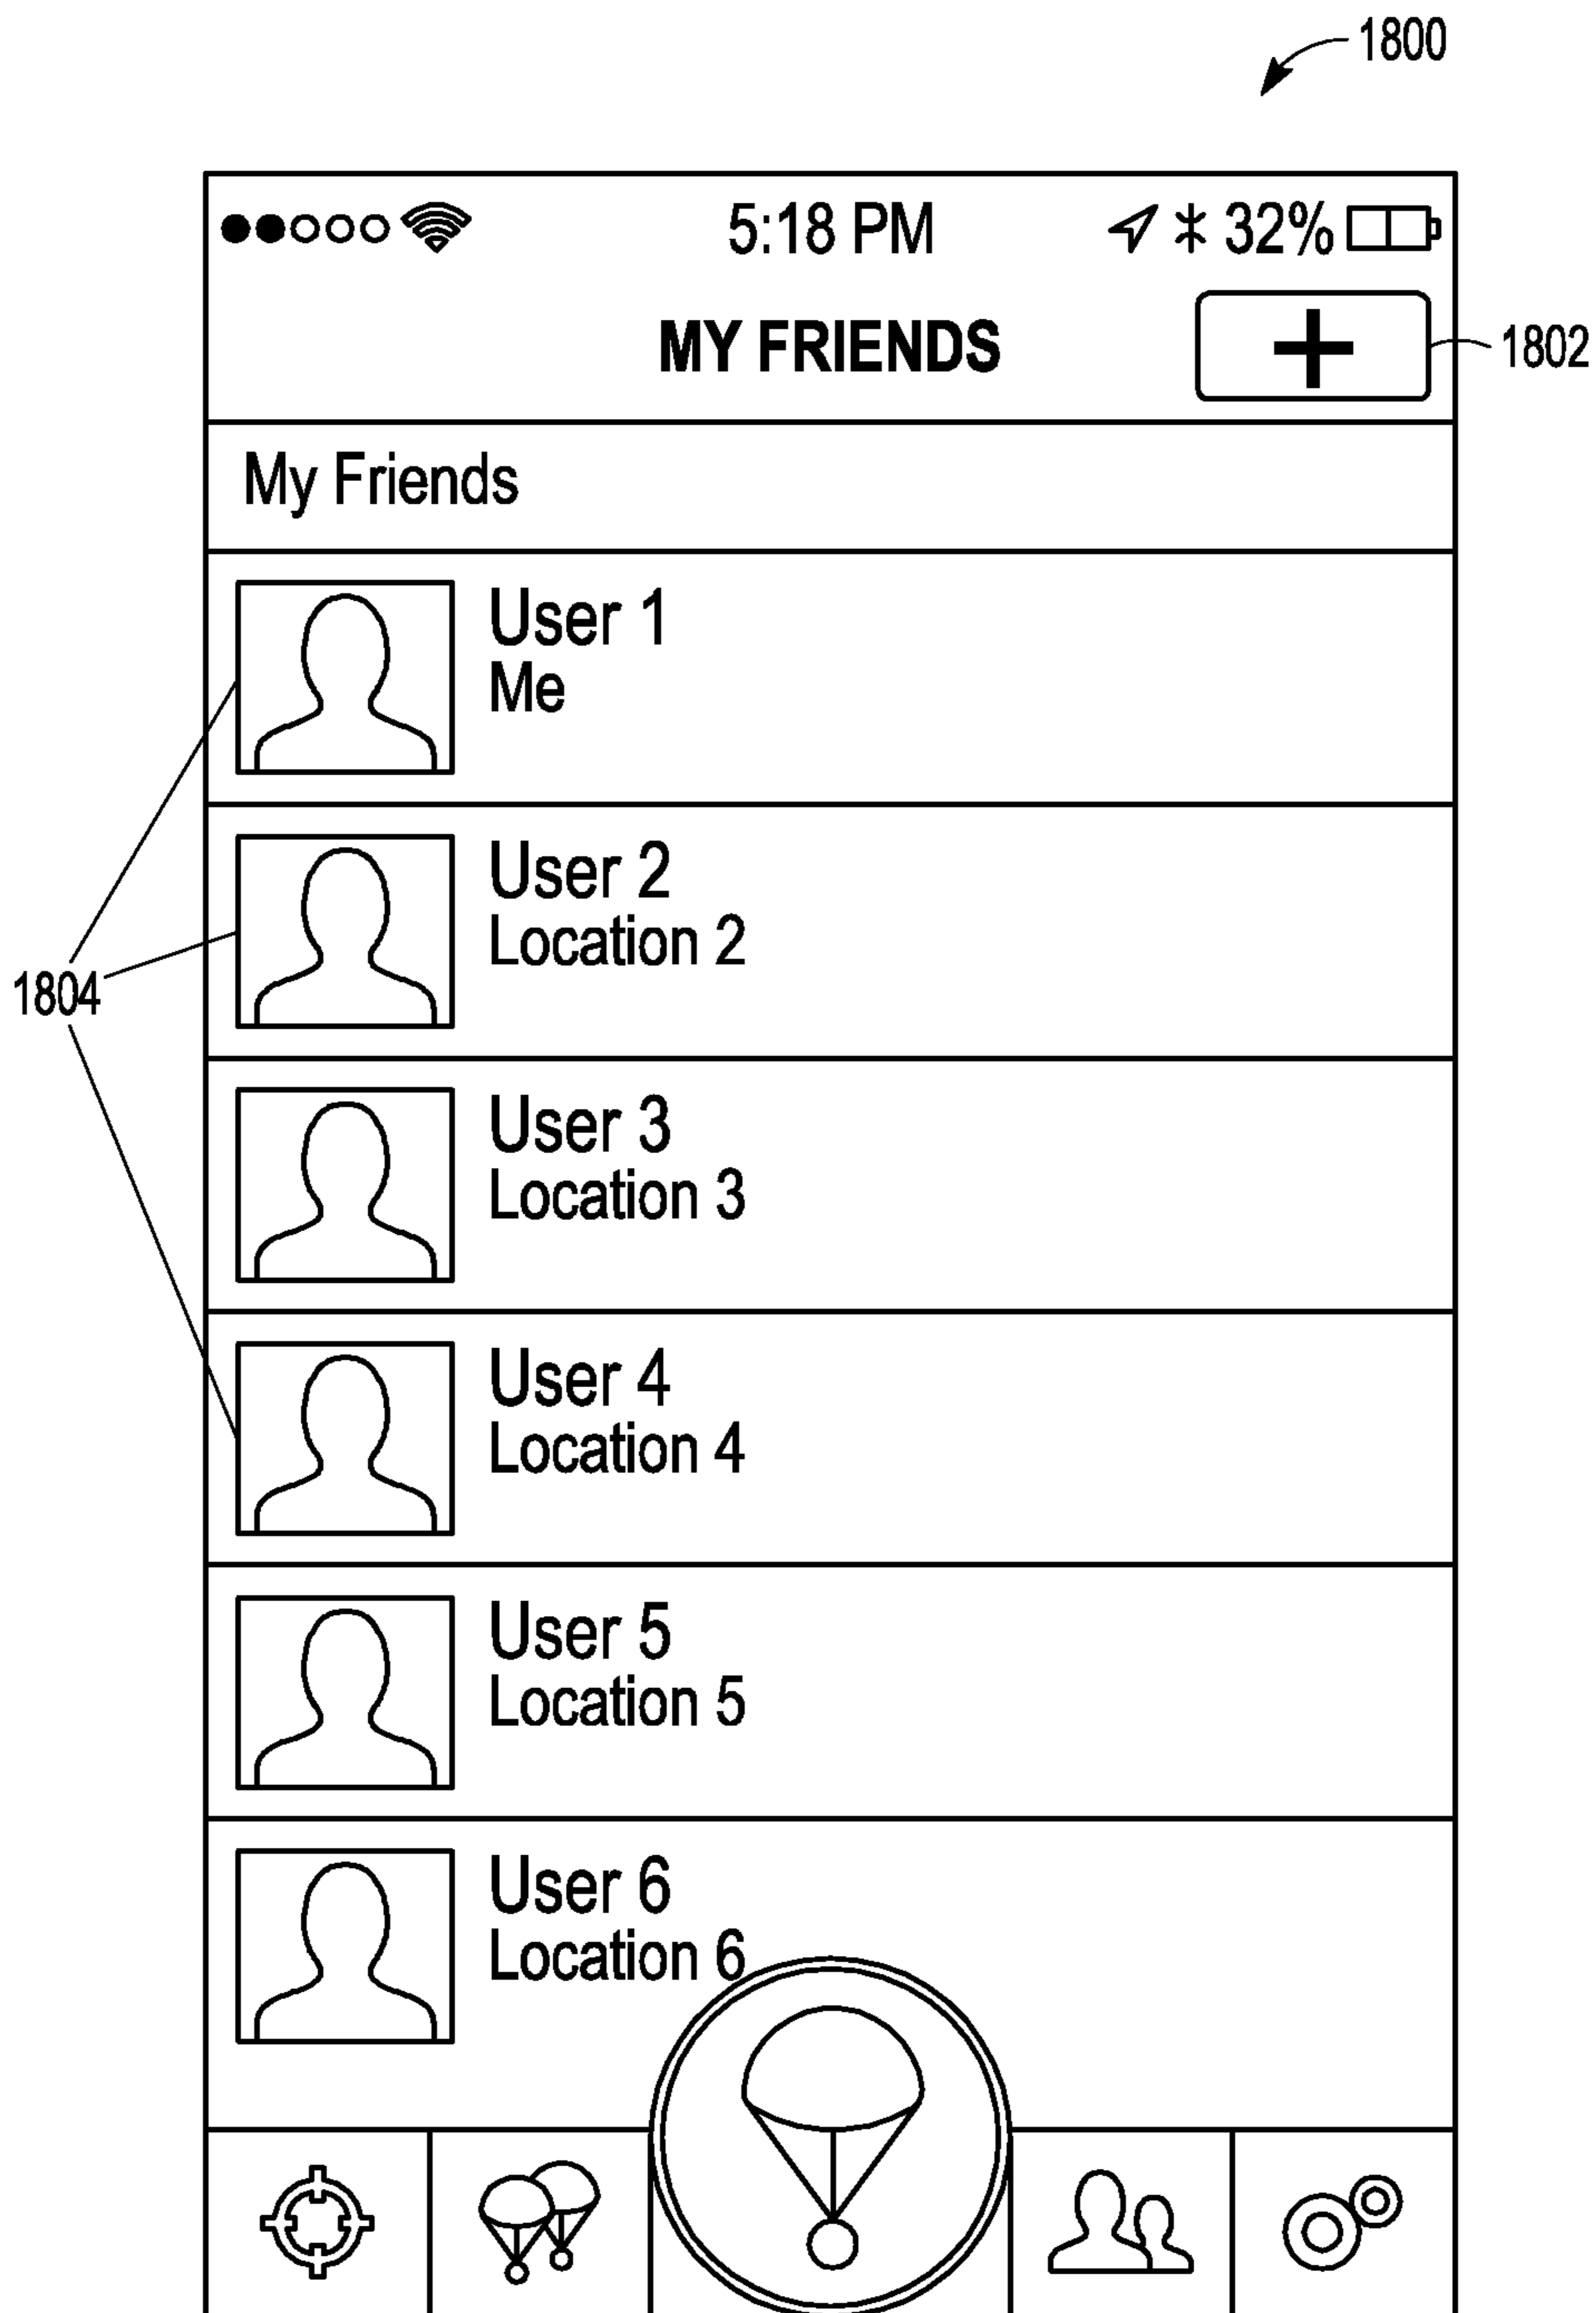 1800
5:18 PM 32%
MY FRIENDS
+
1802
My Friends
User 1
Me
User 2
Location 2
1804
User 3
Location 3
User 4
Location 4
User 5
Location 5
User 6
Location 6